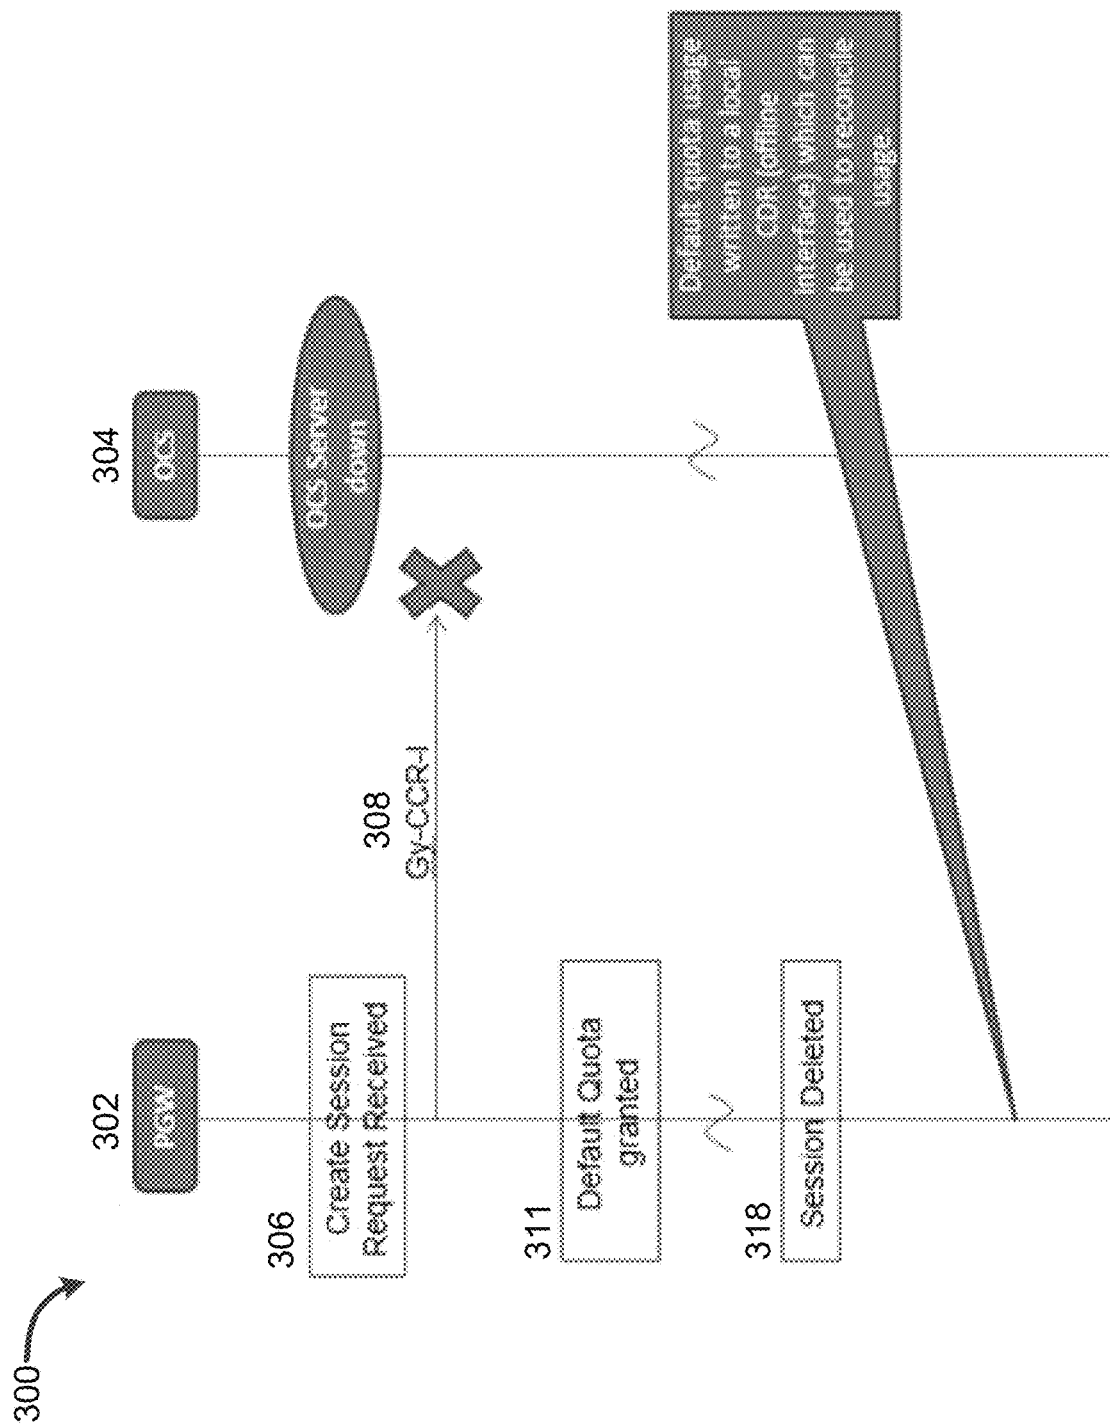 300
302
PGW
304
OCS
306
Create Session
Request Received
OCS Server
down
308
Gy-CCR-I
311
Default Quota
granted
318
Session Deleted
Default quota usage
written to a local
CDR (offline
interface) which can
be used to reconcile
usage.